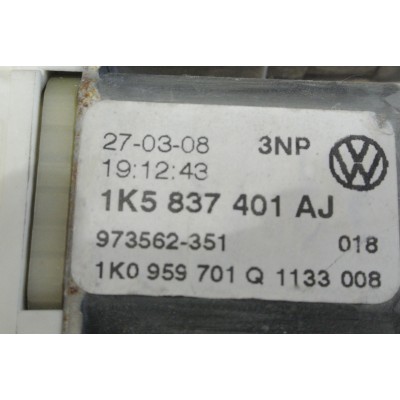 27-03-08 3NP
19:12:43
1K5 837 401 AJ
973562-351 018
1K0 959 701 Q 1133 008